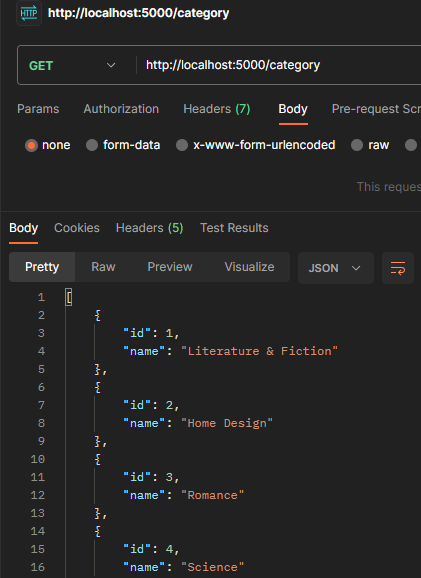 HTTP http://localhost:5000/category
GET http://localhost:5000/category
Params Authorization Headers (7) Body Pre-request Scr
none form-data x-www-form-urlencoded raw
This reques
Body Cookies Headers (5) Test Results
Pretty Raw Preview Visualize JSON
1 [
2 {
3 "id": 1,
4 "name": "Literature & Fiction"
5 },
6 {
7 "id": 2,
8 "name": "Home Design"
9 },
10 {
11 "id": 3,
12 "name": "Romance"
13 },
14 {
15 "id": 4,
16 "name": "Science"